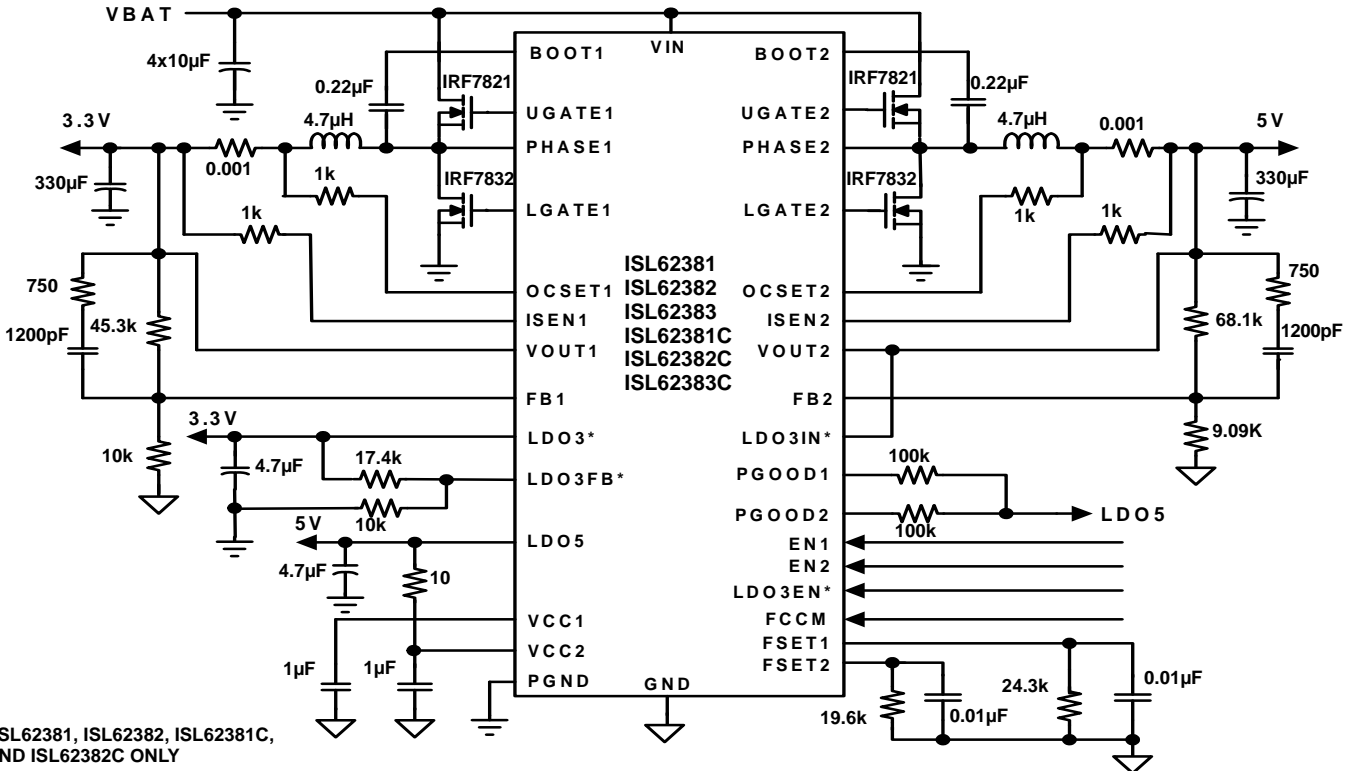 VBAT
4x10µF
0.22µF
IRF7821
4.7µH
3.3V
0.001
330µF
1k
1k
IRF7832
750
1200pF
45.3k
10k
3.3V
4.7µF
17.4k
10k
5V
4.7µF
10
1µF
1µF
BOOT1
UGATE1
PHASE1
LGATE1
OCSET1
ISEN1
VOUT1
FB1
LDO3*
LDO3FB*
LDO5
VCC1
VCC2
PGND
VIN
ISL62381
ISL62382
ISL62383
ISL62381C
ISL62382C
ISL62383C
GND
BOOT2
UGATE2
PHASE2
LGATE2
OCSET2
ISEN2
VOUT2
FB2
LDO3IN*
PGOOD1
PGOOD2
EN1
EN2
LDO3EN*
FCCM
FSET1
FSET2
IRF7821
0.22µF
4.7µH
0.001
5V
IRF7832
1k
1k
330µF
750
68.1k
1200pF
9.09K
100k
100k
LDO5
24.3k
0.01µF
19.6k
0.01µF
SL62381, ISL62382, ISL62381C,
ND ISL62382C ONLY